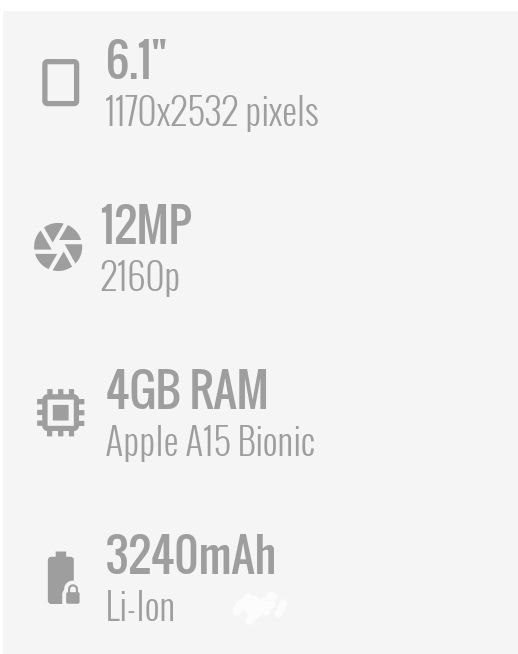 6.1"
1170x2532 pixels
12MP
2160p
4GB RAM
Apple A15 Bionic
3240mAh
Li-Ion